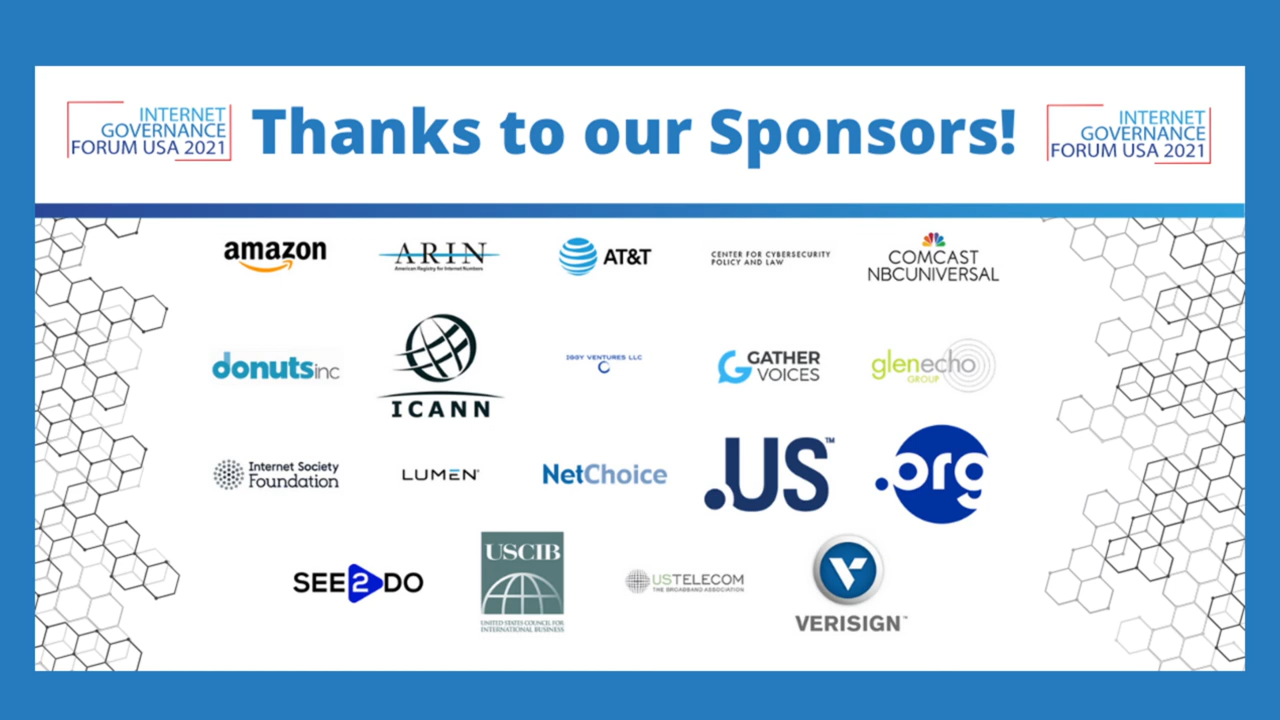 INTERNET
GOVERNANCE
FORUM USA 2021
Thanks to our Sponsors!
INTERNET
GOVERNANCE
FORUM USA 2021
amazon
ARIN
American Registry for Internet Numbers
AT&T
CENTER FOR CYBERSECURITY
POLICY AND LAW
COMCAST
NBCUNIVERSAL
donutsinc
ICANN
IGGY VENTURES LLC
GATHER
VOICES
glenecho
GROUP
Internet Society
Foundation
LUMEN®
NetChoice
.US™
.org
SEE2DO
USCIB
UNITED STATES COUNCIL FOR
INTERNATIONAL BUSINESS
USTELECOM
THE BROADBAND ASSOCIATION
VERISIGN™